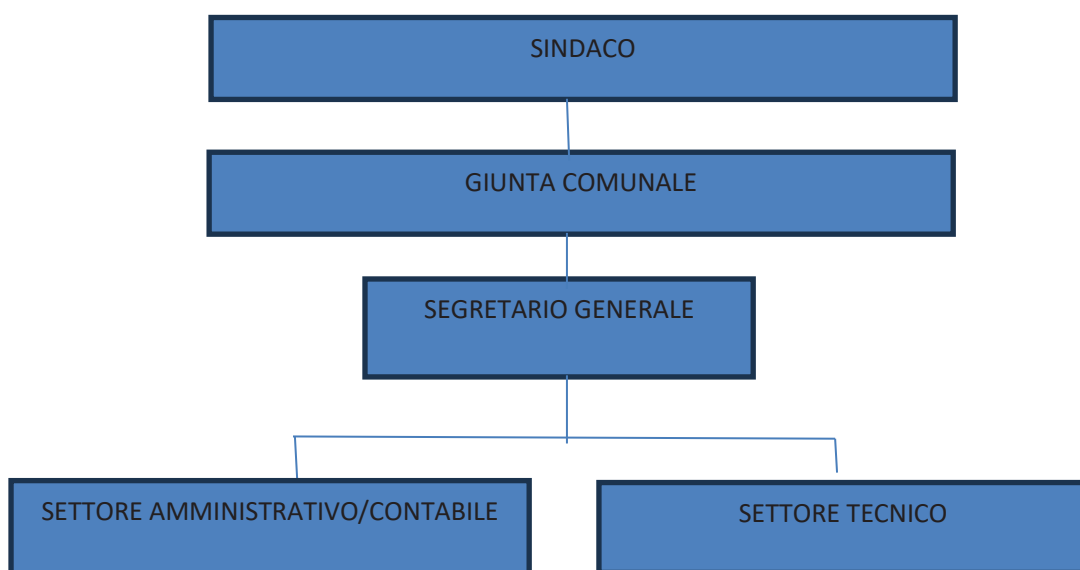 SINDACO
GIUNTA COMUNALE
SEGRETARIO GENERALE
SETTORE AMMINISTRATIVO/CONTABILE
SETTORE TECNICO